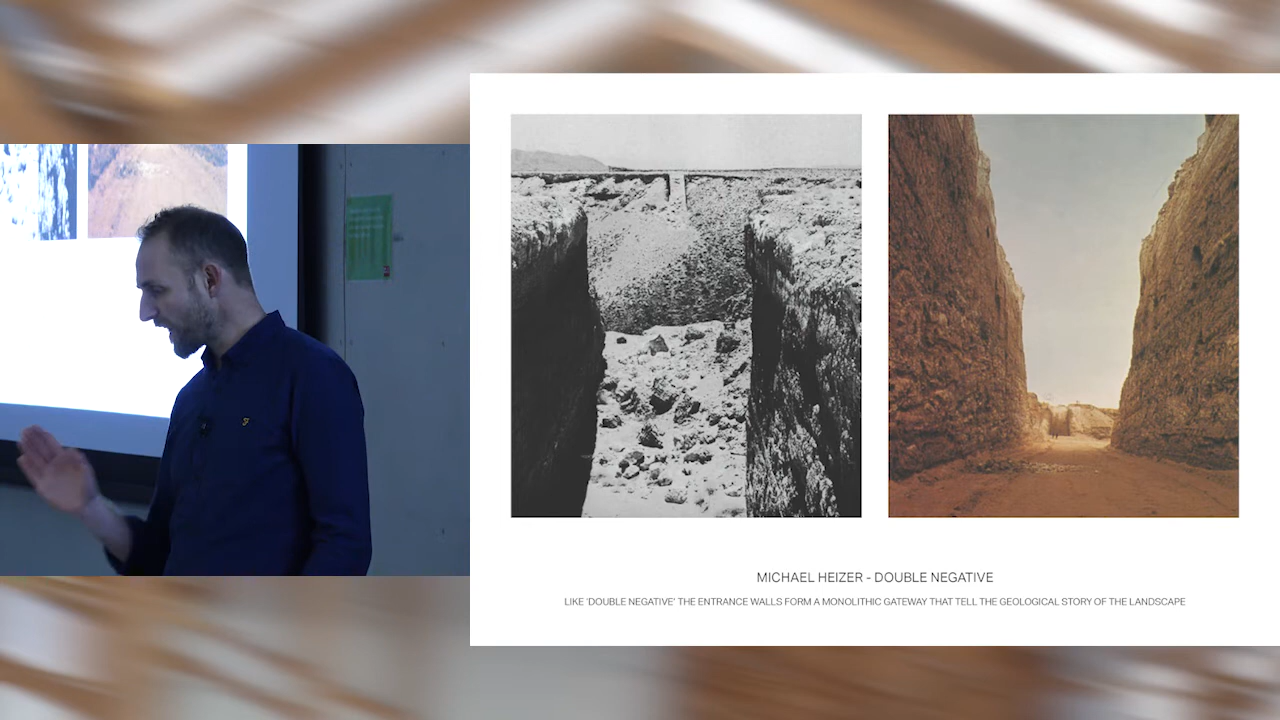 MICHAEL HEIZER - DOUBLE NEGATIVE
LIKE 'DOUBLE NEGATIVE' THE ENTRANCE WALLS FORM A MONOLITHIC GATEWAY THAT TELL THE GEOLOGICAL STORY OF THE LANDSCAPE